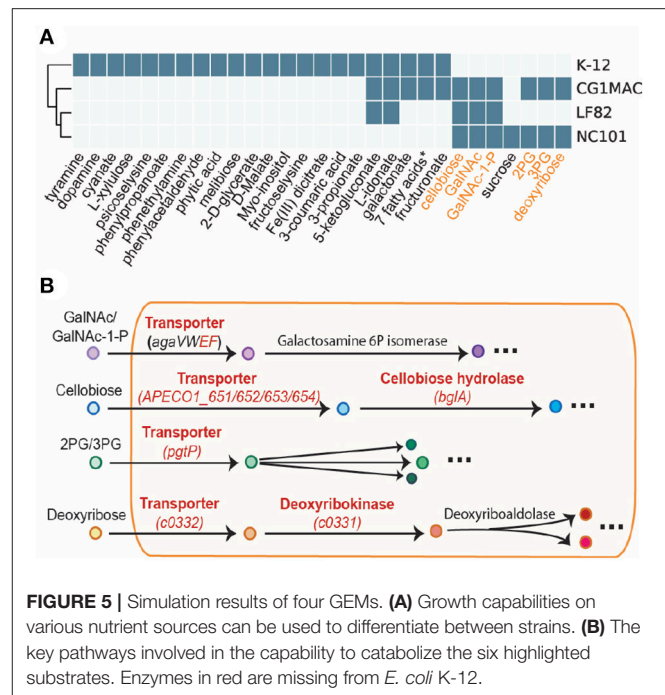 A
K-12
CG1MAC
LF82
NC101
tyramine
dopamine
cyanate
L-xylulose
psicoselysine
phenylpropanoate
phenethylamine
phenylacetaldehyde
phytic acid
melibiose
2-D-glycerate
D-Malate
Myo-inositol
fructoselysine
Fe(III) dicitrate
3-coumaric acid
3-propionate
5-ketogluconate
L-idonate
galactonate
7 fatty acids*
fructuronate
cellobiose
GalNAc
GalNAc-1-P
sucrose
2PG
3PG
deoxyribose
B
GalNAc/
GalNAc-1-P
Transporter
(agaVWEF)
Galactosamine 6P isomerase
...
Cellobiose
Transporter
(APECO1_651/652/653/654)
Cellobiose hydrolase
(bglA)
...
2PG/3PG
Transporter
(pgtP)
...
Deoxyribose
Transporter
(c0332)
Deoxyribokinase
(c0331)
Deoxyriboaldolase
...
FIGURE 5 | Simulation results of four GEMs. (A) Growth capabilities on
various nutrient sources can be used to differentiate between strains. (B) The
key pathways involved in the capability to catabolize the six highlighted
substrates. Enzymes in red are missing from E. coli K-12.